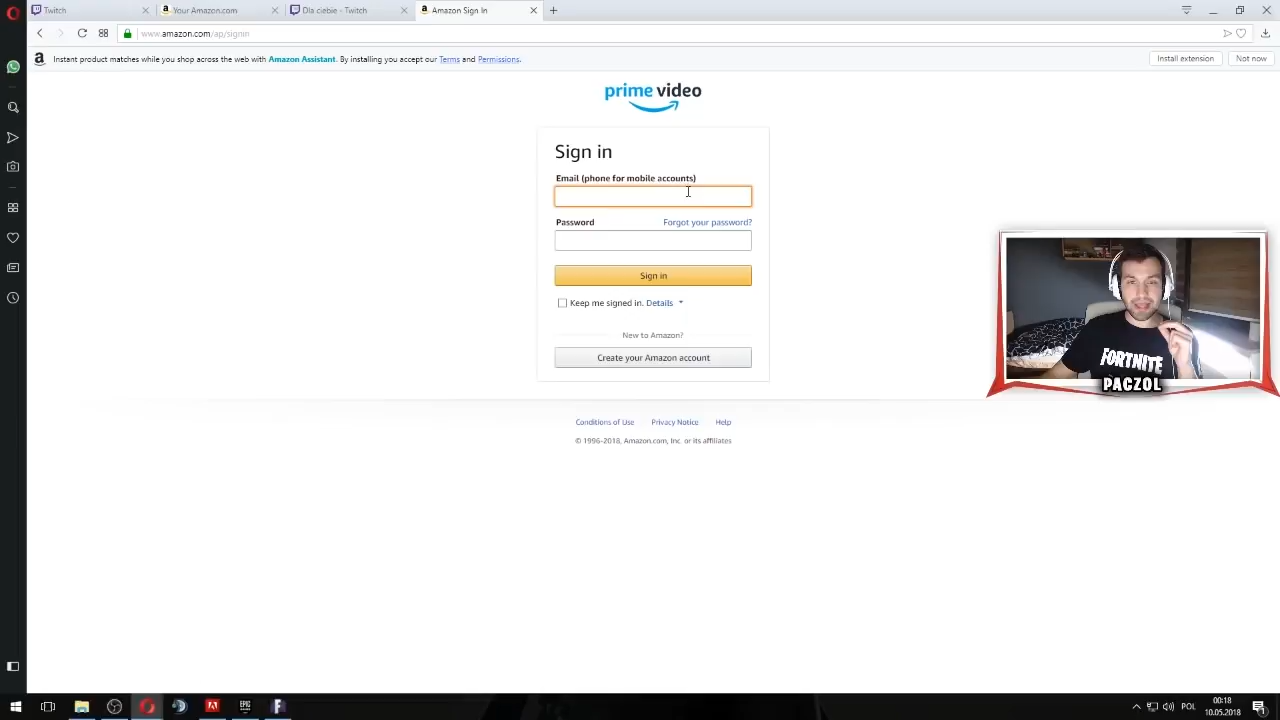 Twitch
Your Amazon.com
Dla ciebie - Twitch
Amazon Sign In
www.amazon.com/ap/signin
Instant product matches while you shop across the web with Amazon Assistant. By installing you accept our Terms and Permissions.
Install extension
Not now
prime video
Sign in
Email (phone for mobile accounts)
Password
Forgot your password?
Sign in
Keep me signed in. Details
New to Amazon?
Create your Amazon account
Conditions of Use
Privacy Notice
Help
© 1996-2018, Amazon.com, Inc. or its affiliates
FORTNITE
PACZOL
EPIC
POL
00:18
10.05.2018